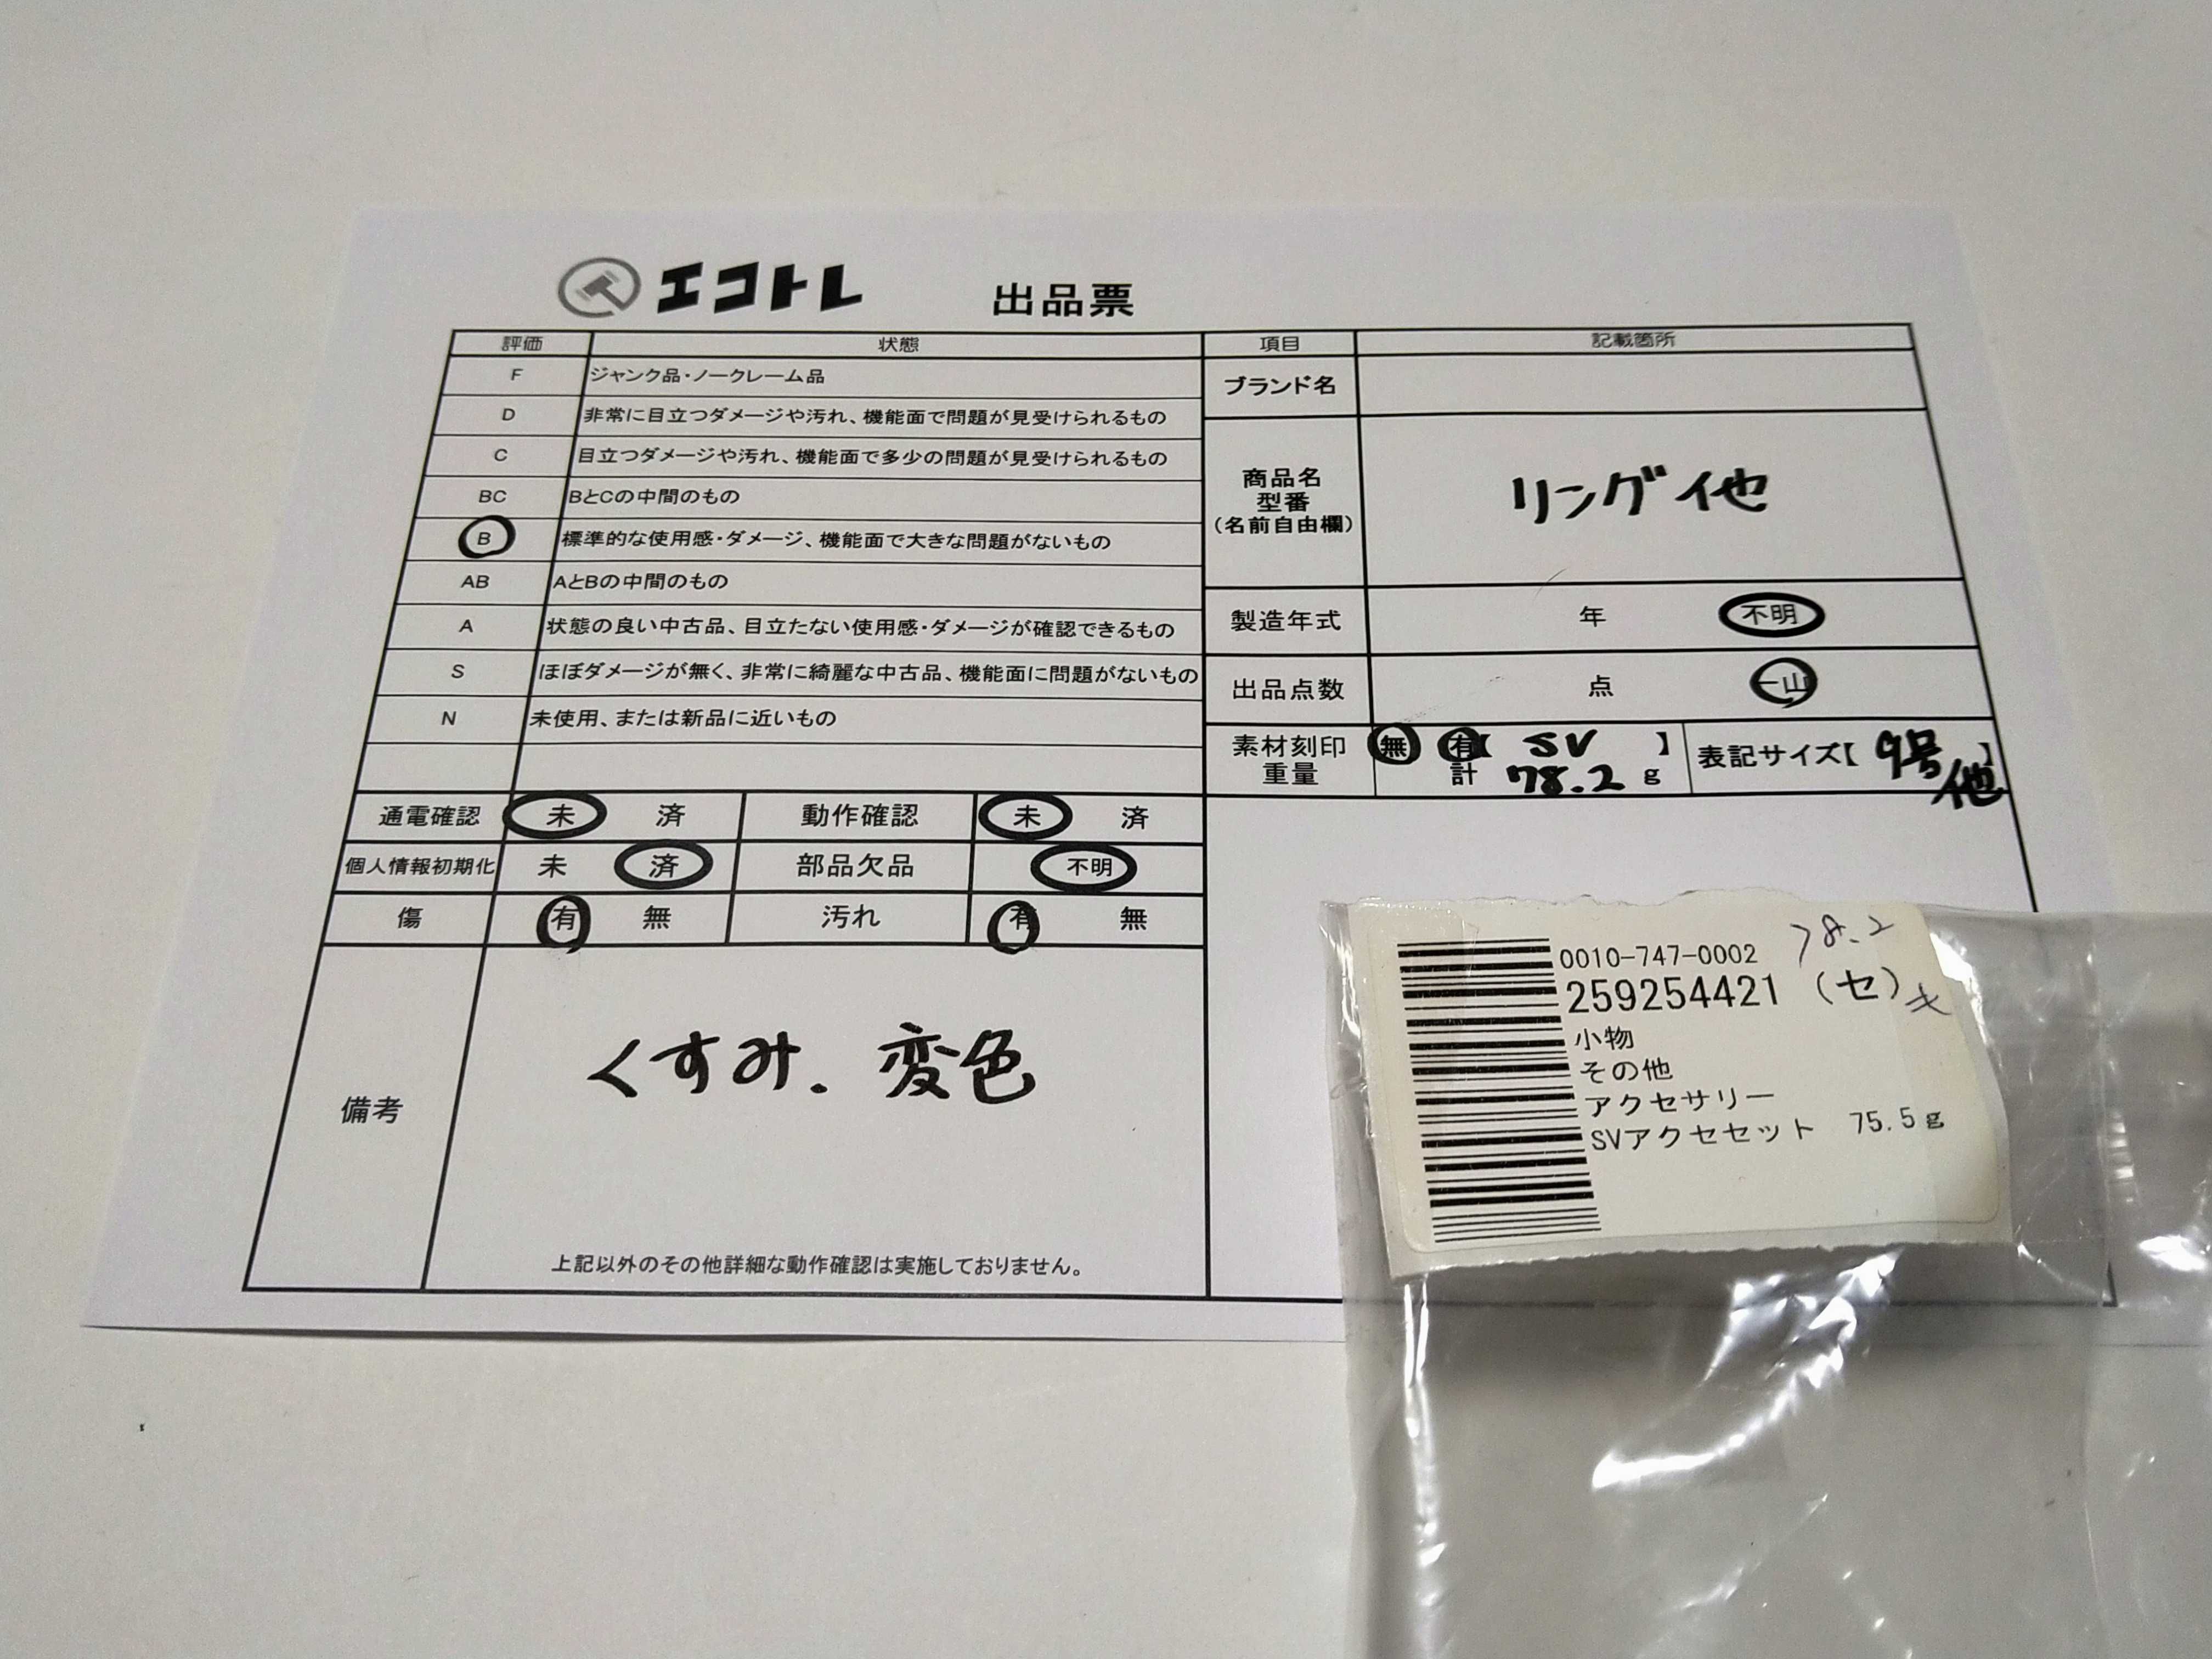 エコトレ 出品票
評価 状態 項目 記載箇所
F ジャンク品・ノークレーム品
D 非常に目立つダメージや汚れ、機能面で問題が見受けられるもの
C 目立つダメージや汚れ、機能面で多少の問題が見受けられるもの
BC BとCの中間のもの
B 標準的な使用感・ダメージ、機能面で大きな問題がないもの
AB AとBの中間のもの
A 状態の良い中古品、目立たない使用感・ダメージが確認できるもの
S ほぼダメージが無く、非常に綺麗な中古品、機能面に問題がないもの
N 未使用、または新品に近いもの
ブランド名
商品名
型番
(名前自由欄)
リング他
製造年式 年 不明
出品点数 点 一山
素材刻印 無 有【 SV 】
重量 計 78.2 g
表記サイズ【 9号 】
他
通電確認 未 済 動作確認 未 済
個人情報初期化 未 済 部品欠品 不明
傷 有 無 汚れ 有 無
備考
くすみ.変色
上記以外のその他詳細な動作確認は実施しておりません。
0010-747-0002 78.2
259254421 (セ)
小物
その他
アクセサリー
SVアクセセット 75.5g